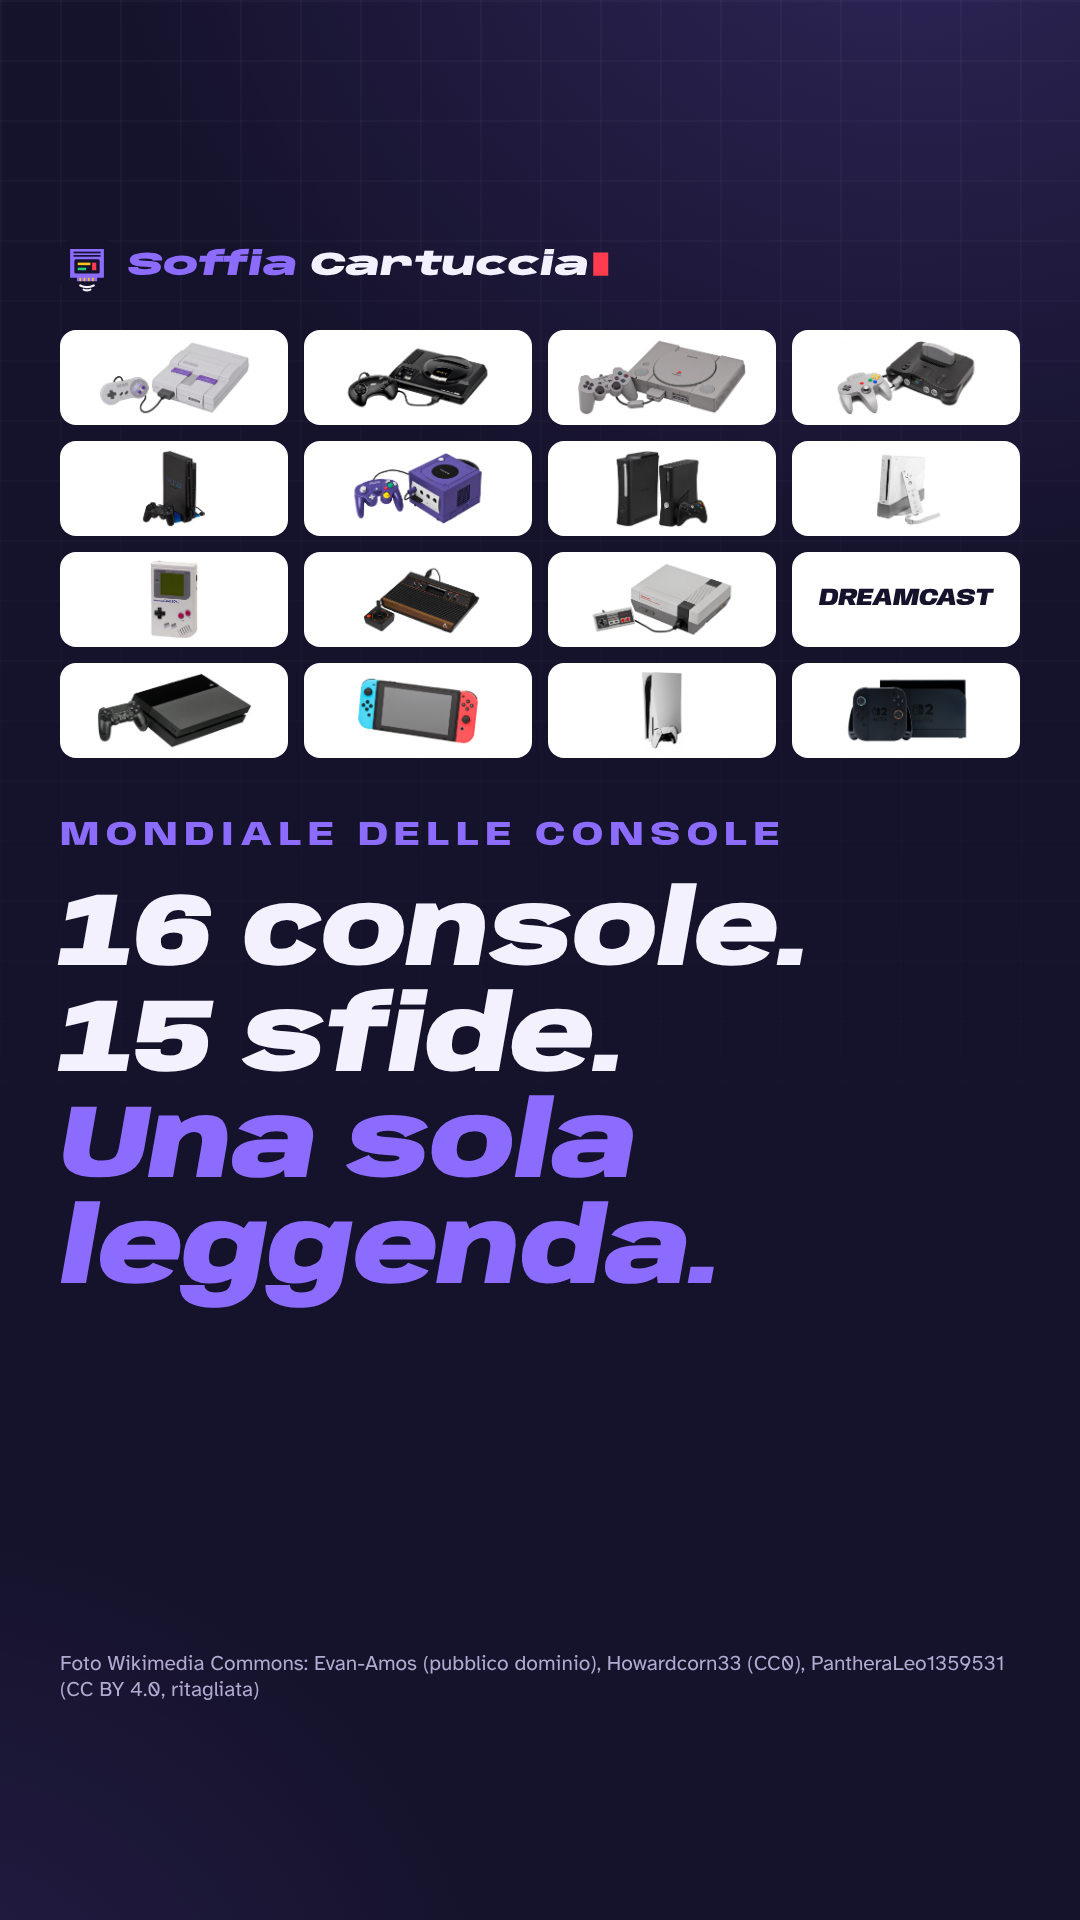 Soffia Cartuccia
DREAMCAST
MONDIALE DELLE CONSOLE
16 console.
15 sfide.
Una sola
leggenda.
Foto Wikimedia Commons: Evan-Amos (pubblico dominio), Howardcorn33 (CC0), PantheraLeo1359531
(CC BY 4.0, ritagliata)